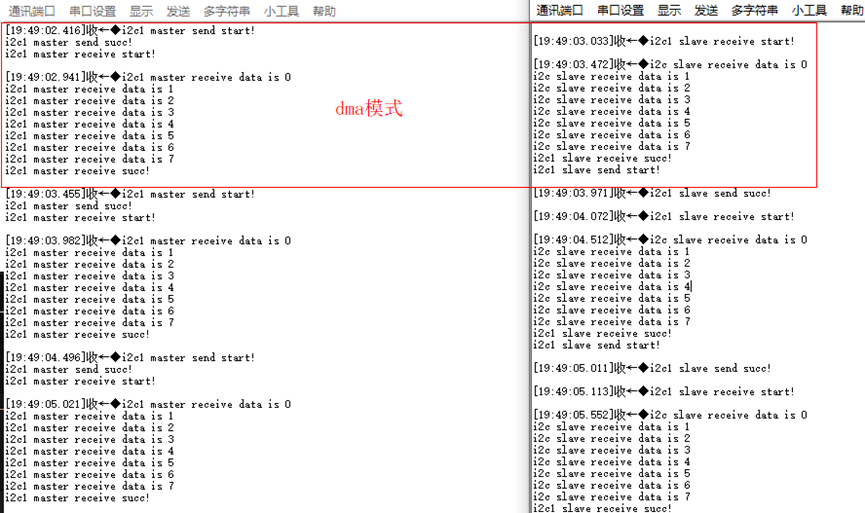 通讯端口 串口设置 显示 发送 多字符串 小工具 帮助
[19:49:02.416]收←◆i2c1 master send start!
i2c1 master send succ!
i2c1 master receive start!
[19:49:02.941]收←◆i2c1 master receive data is 0
i2c1 master receive data is 1
i2c1 master receive data is 2
i2c1 master receive data is 3
i2c1 master receive data is 4
i2c1 master receive data is 5
i2c1 master receive data is 6
i2c1 master receive data is 7
i2c1 master receive succ!
dma模式
[19:49:03.455]收←◆i2c1 master send start!
i2c1 master send succ!
i2c1 master receive start!
[19:49:03.982]收←◆i2c1 master receive data is 0
i2c1 master receive data is 1
i2c1 master receive data is 2
i2c1 master receive data is 3
i2c1 master receive data is 4
i2c1 master receive data is 5
i2c1 master receive data is 6
i2c1 master receive data is 7
i2c1 master receive succ!
[19:49:04.496]收←◆i2c1 master send start!
i2c1 master send succ!
i2c1 master receive start!
[19:49:05.021]收←◆i2c1 master receive data is 0
i2c1 master receive data is 1
i2c1 master receive data is 2
i2c1 master receive data is 3
i2c1 master receive data is 4
i2c1 master receive data is 5
i2c1 master receive data is 6
i2c1 master receive data is 7
i2c1 master receive succ!
通讯端口 串口设置 显示 发送 多字符串 小工具 帮助
[19:49:03.033]收←◆i2c1 slave receive start!
[19:49:03.472]收←◆i2c slave receive data is 0
i2c slave receive data is 1
i2c slave receive data is 2
i2c slave receive data is 3
i2c slave receive data is 4
i2c slave receive data is 5
i2c slave receive data is 6
i2c slave receive data is 7
i2c1 slave receive succ!
i2c1 slave send start!
[19:49:03.971]收←◆i2c1 slave send succ!
[19:49:04.072]收←◆i2c1 slave receive start!
[19:49:04.512]收←◆i2c slave receive data is 0
i2c slave receive data is 1
i2c slave receive data is 2
i2c slave receive data is 3
i2c slave receive data is 4
i2c slave receive data is 5
i2c slave receive data is 6
i2c slave receive data is 7
i2c1 slave receive succ!
i2c1 slave send start!
[19:49:05.011]收←◆i2c1 slave send succ!
[19:49:05.113]收←◆i2c1 slave receive start!
[19:49:05.552]收←◆i2c slave receive data is 0
i2c slave receive data is 1
i2c slave receive data is 2
i2c slave receive data is 3
i2c slave receive data is 4
i2c slave receive data is 5
i2c slave receive data is 6
i2c slave receive data is 7
i2c1 slave receive succ!